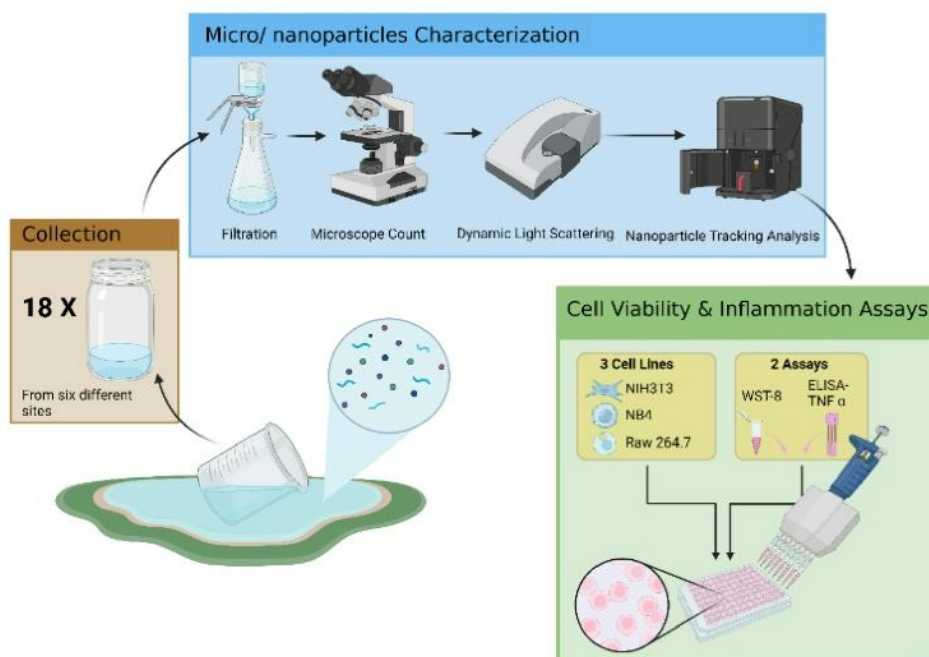 Micro/ nanoparticles Characterization
Filtration
Microscope Count
Dynamic Light Scattering
Nanoparticle Tracking Analysis
Collection
18 X
From six different
sites
Cell Viability & Inflammation Assays
3 Cell Lines
NIH313
NB4
Raw 264.7
2 Assays
WST-8
ELISA-
TNF α